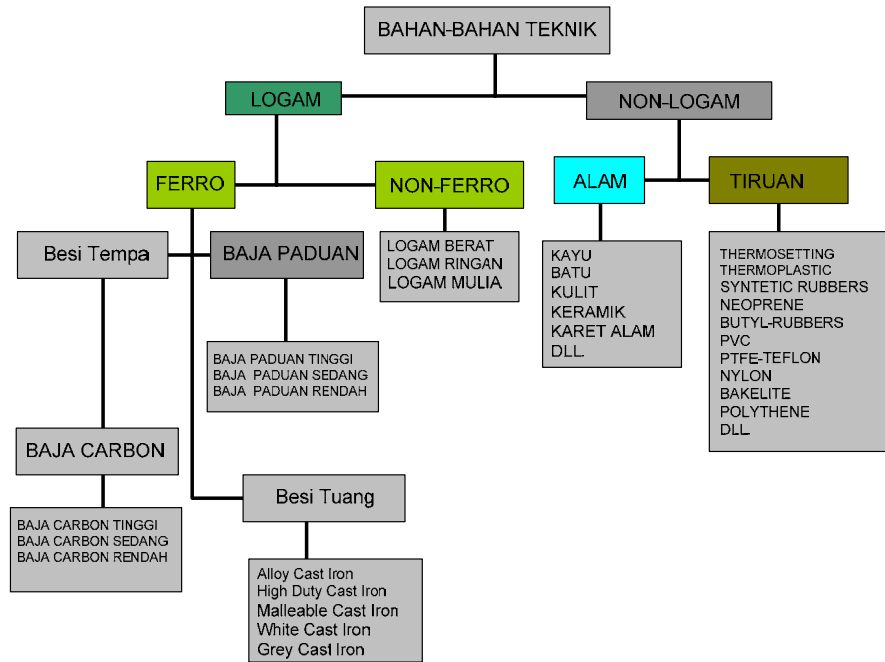 BAHAN-BAHAN TEKNIK
LOGAM
NON-LOGAM
FERRO
NON-FERRO
ALAM
TIRUAN
Besi Tempa
BAJA PADUAN
LOGAM BERAT
LOGAM RINGAN
LOGAM MULIA
KAYU
BATU
KULIT
KERAMIK
KARET ALAM
DLL.
THERMOSETTING
THERMOPLASTIC
SYNTETIC RUBBERS
NEOPRENE
BUTYL-RUBBERS
PVC
PTFE-TEFLON
NYLON
BAKELITE
POLYTHENE
DLL.
BAJA PADUAN TINGGI
BAJA PADUAN SEDANG
BAJA PADUAN RENDAH
BAJA CARBON
Besi Tuang
BAJA CARBON TINGGI
BAJA CARBON SEDANG
BAJA CARBON RENDAH
Alloy Cast Iron
High Duty Cast Iron
Malleable Cast Iron
White Cast Iron
Grey Cast Iron